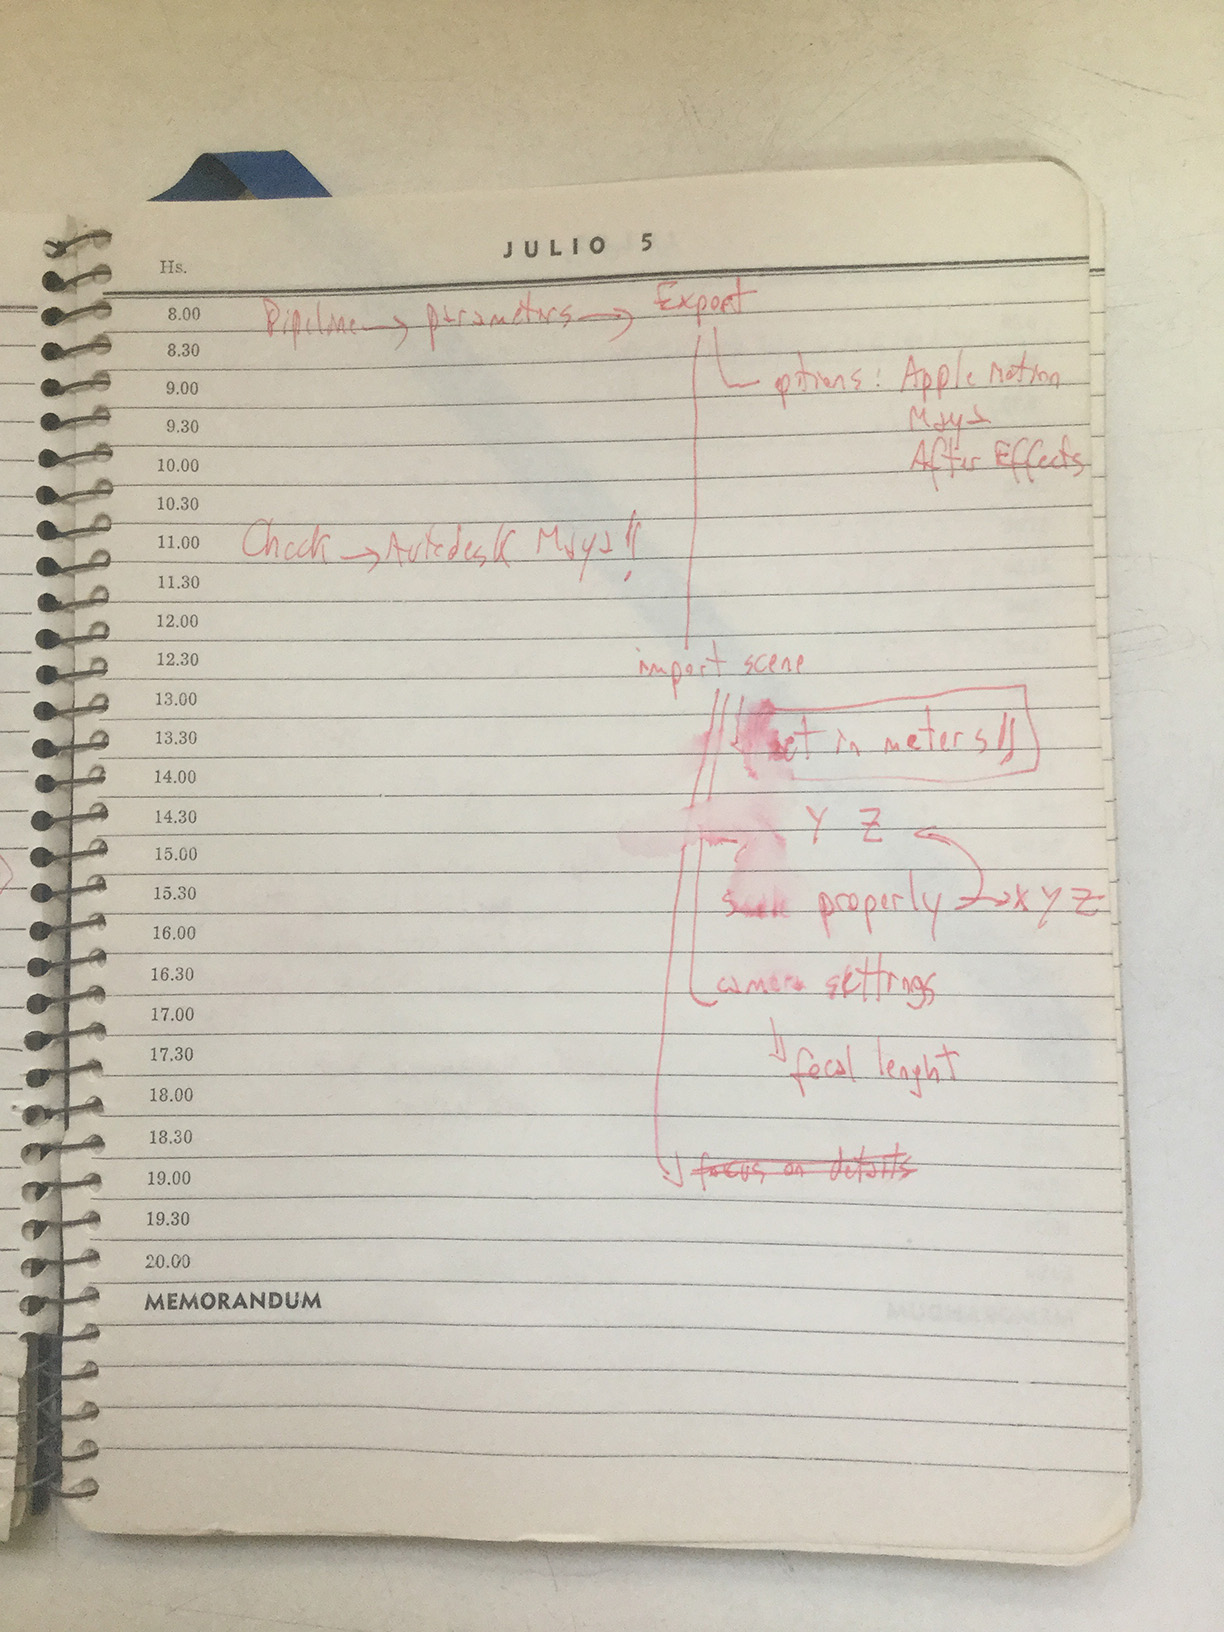 JULIO 5
Hs.
8.00 Pipeline → parameters → Export
8.30
9.00 options: Apple Motion
9.30 Maya
10.00 After Effects
10.30
11.00 Check → Autodesk Maya!!
11.30
12.00
12.30 import scene
13.00
13.30 set in meters!!
14.00
14.30 Y Z
15.00
15.30 properly → X Y Z
16.00
16.30 camera settings
17.00
17.30 focal lenght
18.00
18.30
19.00 focus on details
19.30
20.00
MEMORANDUM